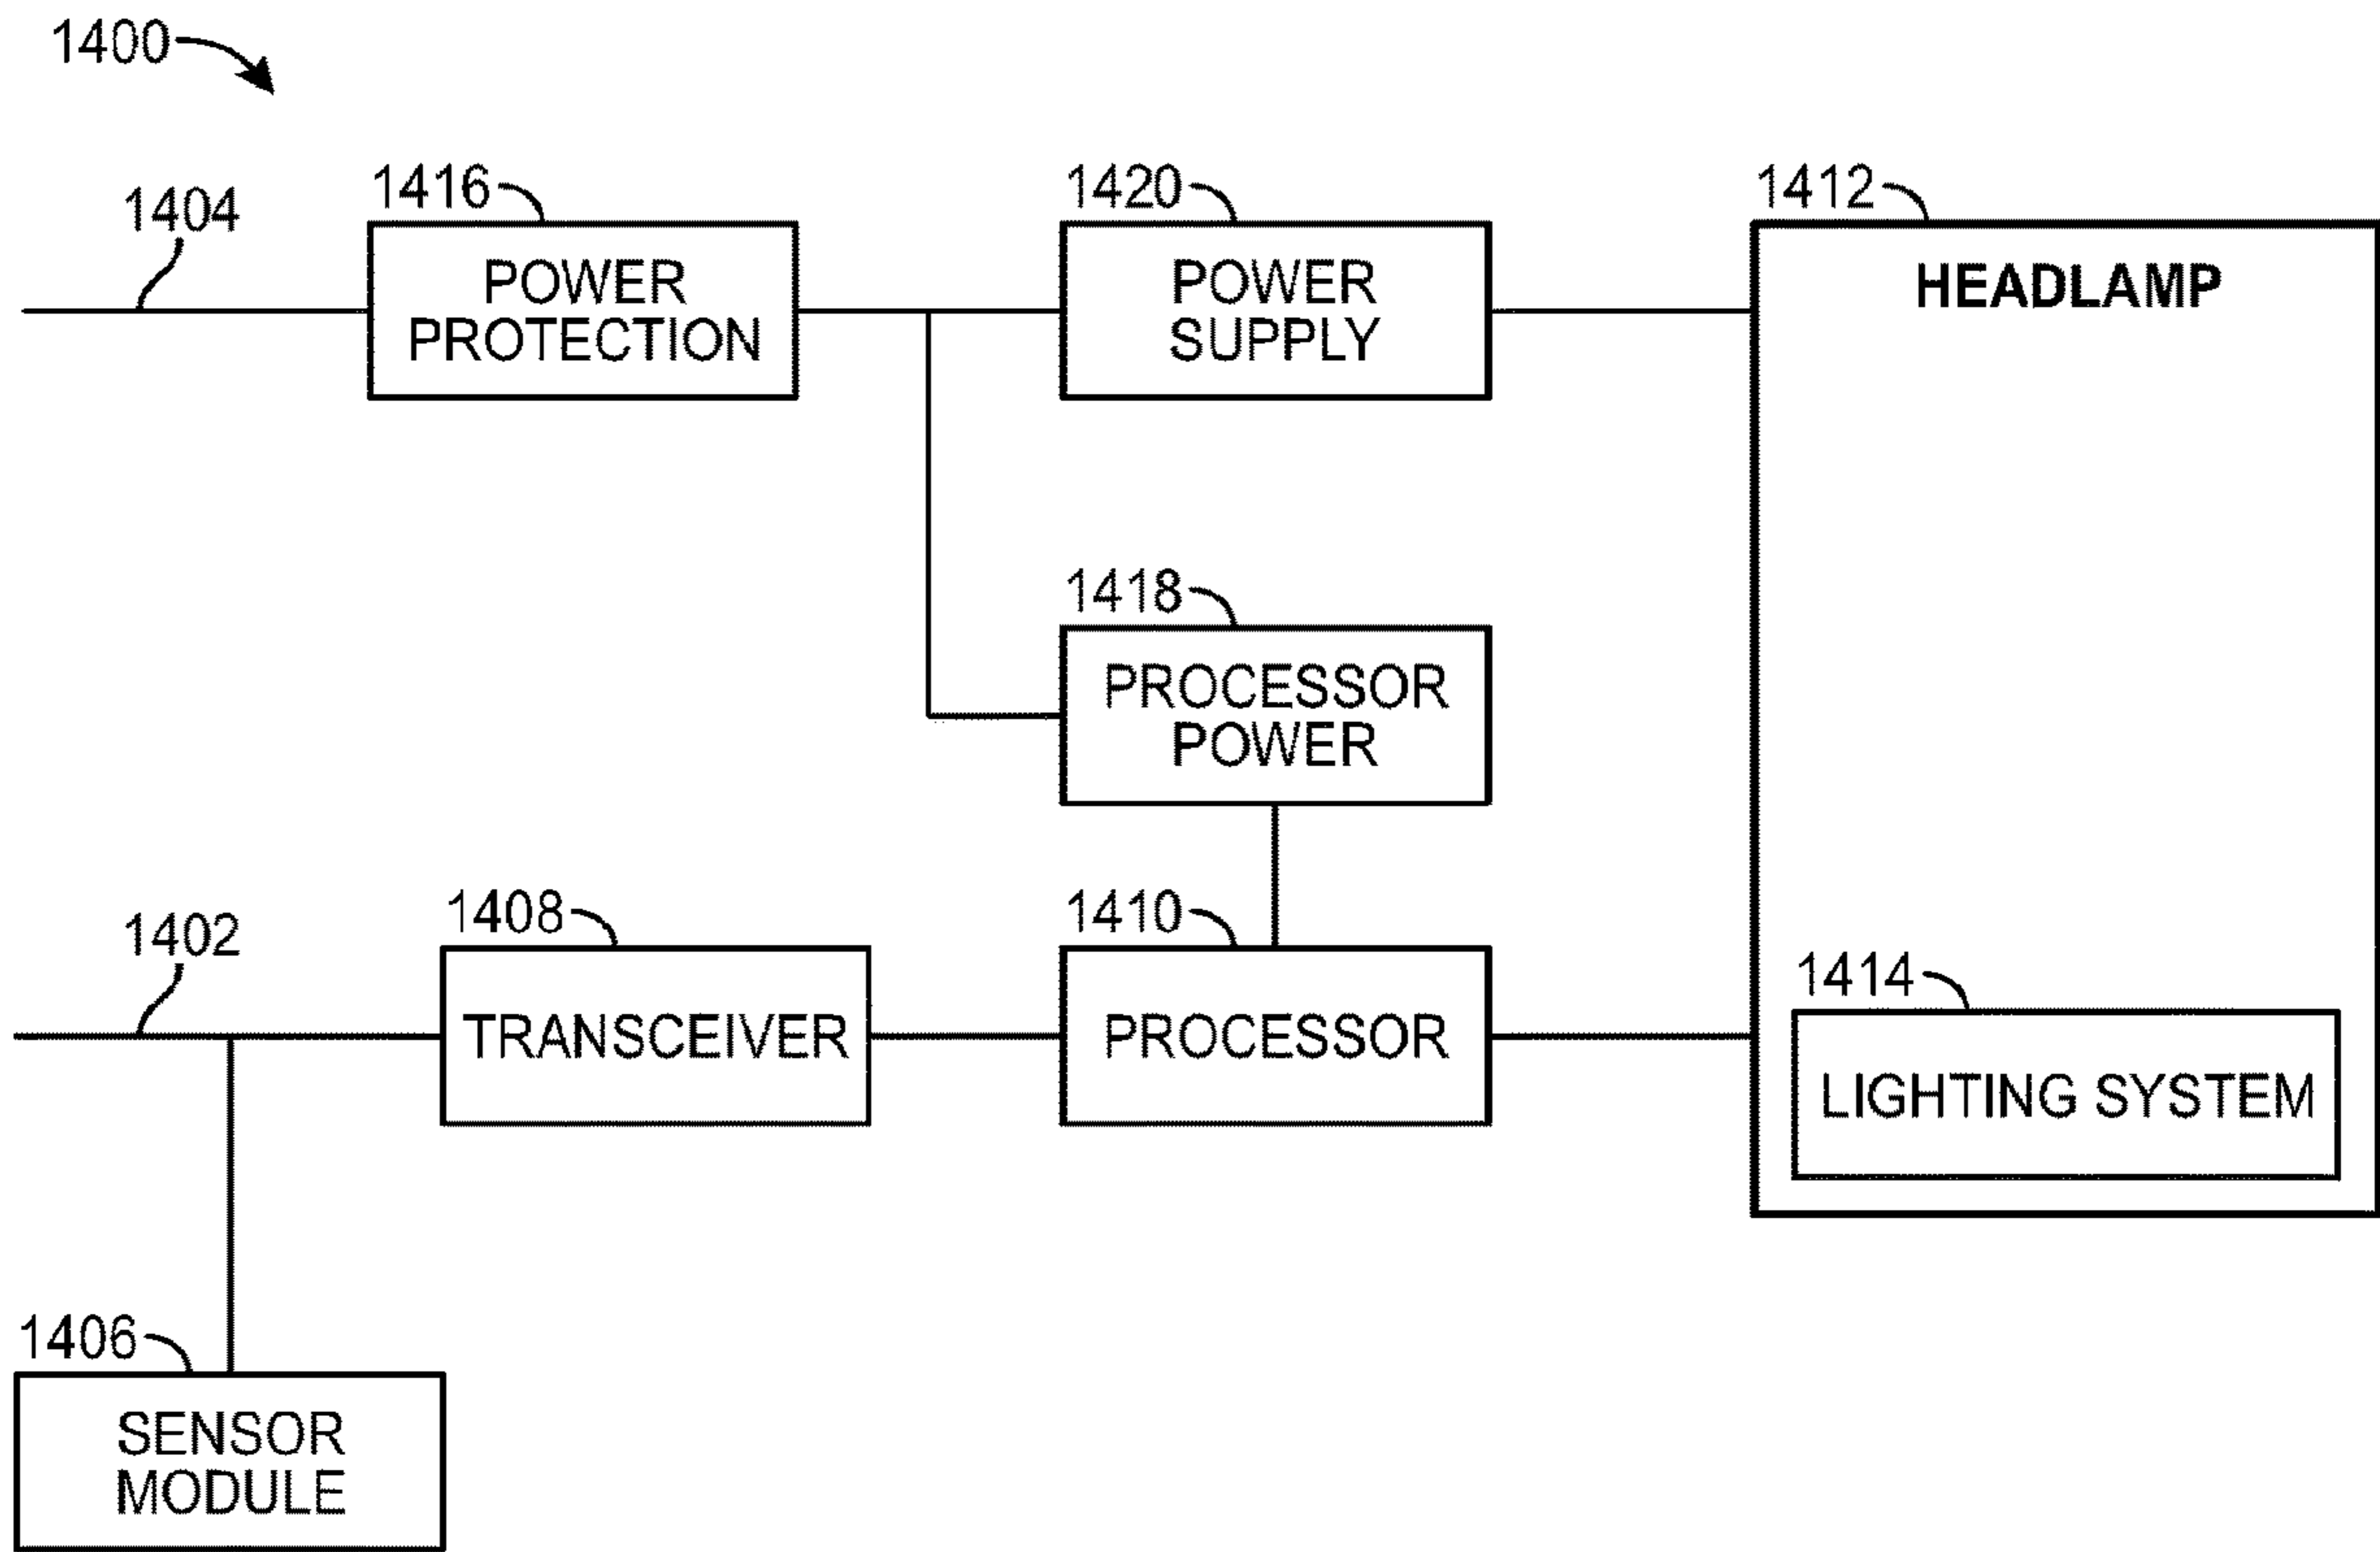 1400
1404
1416
POWER
PROTECTION
1420
POWER
SUPPLY
1412
HEADLAMP
1418
PROCESSOR
POWER
1402
1408
TRANSCEIVER
1410
PROCESSOR
1414
LIGHTING SYSTEM
1406
SENSOR
MODULE